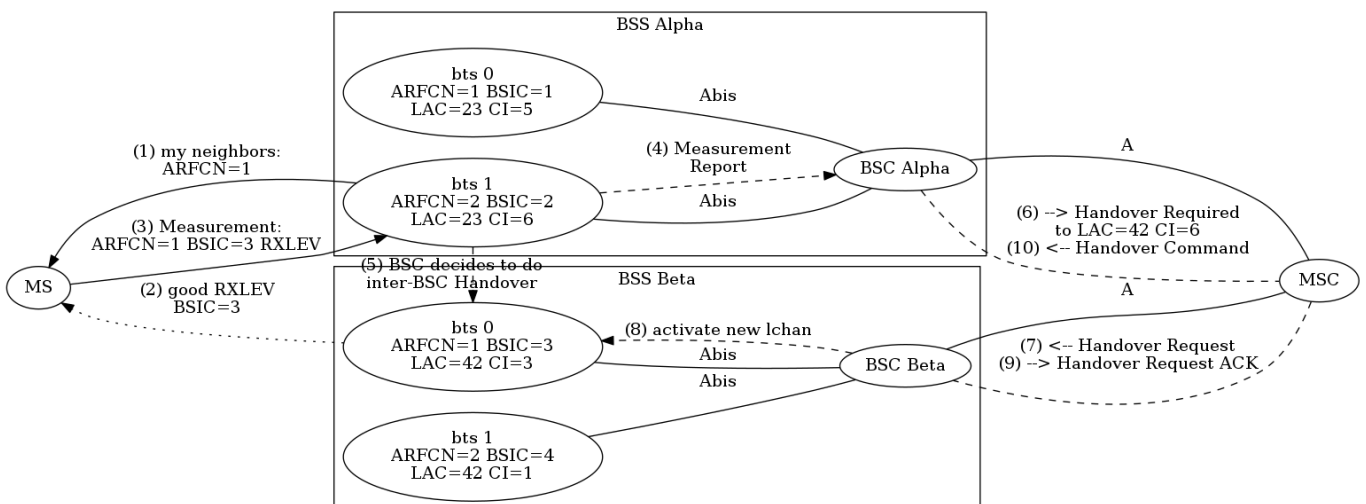 BSS Alpha
bts 0
ARFCN=1 BSIC=1
LAC=23 CI=5
Abis
(1) my neighbors:
ARFCN=1
(4) Measurement
Report
A
BSC Alpha
bts 1
ARFCN=2 BSIC=2
LAC=23 CI=6
Abis
(3) Measurement:
ARFCN=1 BSIC=3 RXLEV
(6) --> Handover Required
to LAC=42 CI=6
(10) <-- Handover Command
(5) BSC decides to do
inter-BSC Handover
BSS Beta
MS
MSC
(2) good RXLEV
BSIC=3
A
bts 0
ARFCN=1 BSIC=3
LAC=42 CI=3
(8) activate new lchan
Abis
(7) <-- Handover Request
(9) --> Handover Request ACK
BSC Beta
Abis
bts 1
ARFCN=2 BSIC=4
LAC=42 CI=1